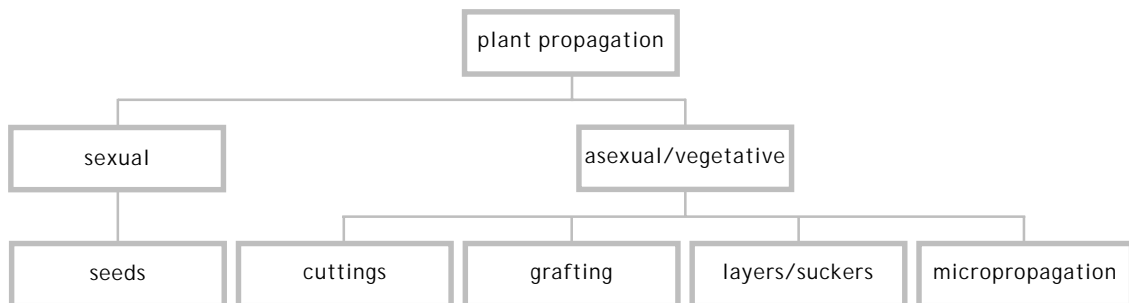 plant propagation
sexual
asexual/vegetative
seeds
cuttings
grafting
layers/suckers
micropropagation